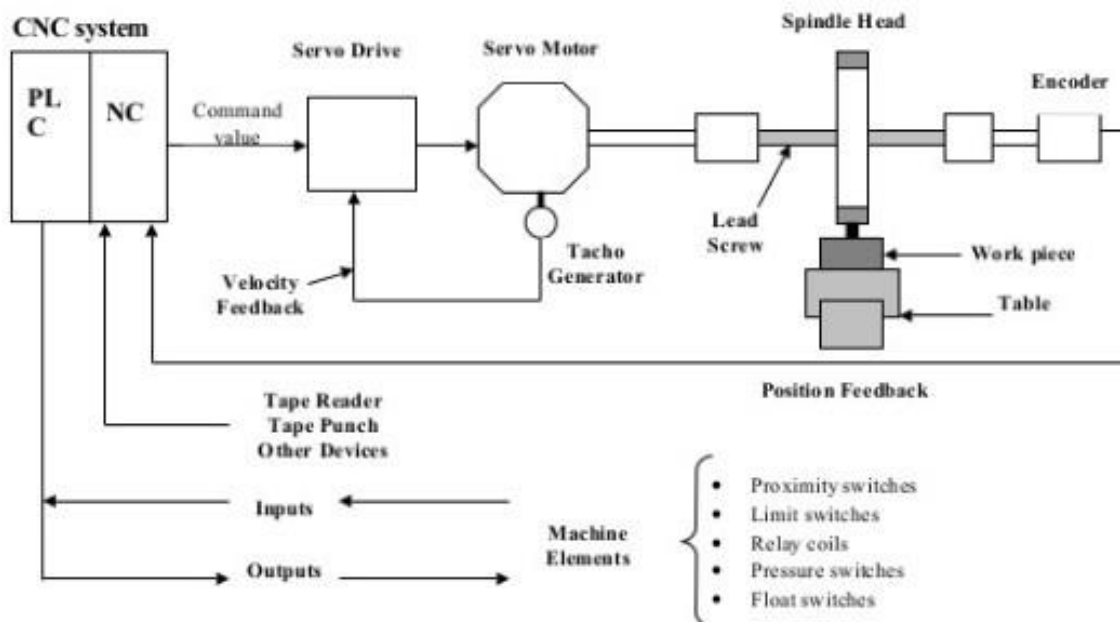 CNC system
PL
C
NC
Command
value
Servo Drive
Servo Motor
Spindle Head
Encoder
Lead
Screw
Tacho
Generator
Velocity
Feedback
Work piece
Table
Position Feedback
Tape Reader
Tape Punch
Other Devices
Inputs
Outputs
Machine
Elements
• Proximity switches
• Limit switches
• Relay coils
• Pressure switches
• Float switches